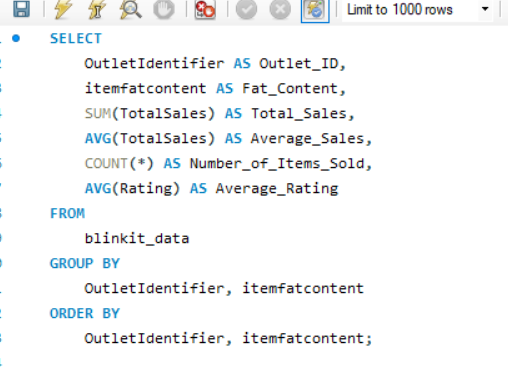 Limit to 1000 rows
SELECT
OutletIdentifier AS Outlet_ID,
itemfatcontent AS Fat_Content,
SUM(TotalSales) AS Total_Sales,
AVG(TotalSales) AS Average_Sales,
COUNT(*) AS Number_of_Items_Sold,
AVG(Rating) AS Average_Rating
FROM
blinkit_data
GROUP BY
OutletIdentifier, itemfatcontent
ORDER BY
OutletIdentifier, itemfatcontent;